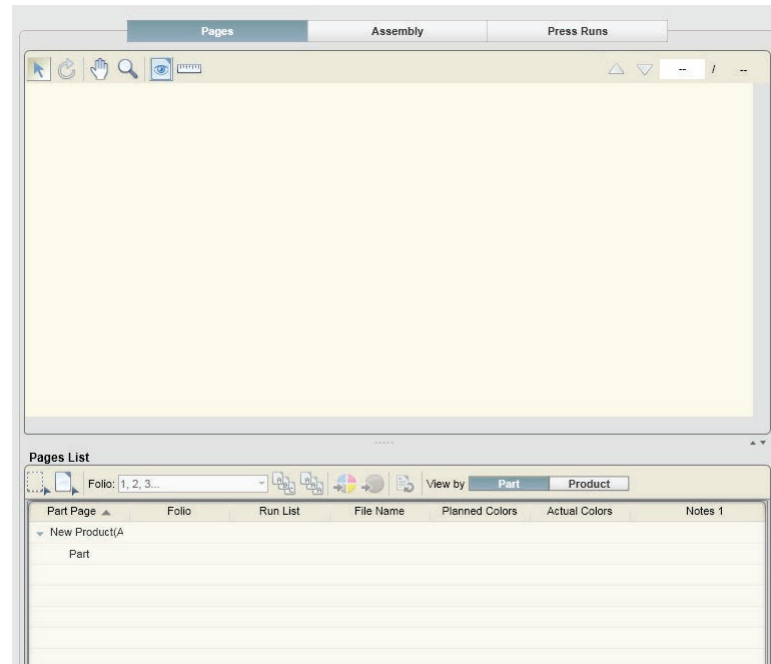 Pages Assembly Press Runs
-- / --
Pages List
Folio: 1, 2, 3... View by Part Product
Part Page Folio Run List File Name Planned Colors Actual Colors Notes 1
New Product(A
Part